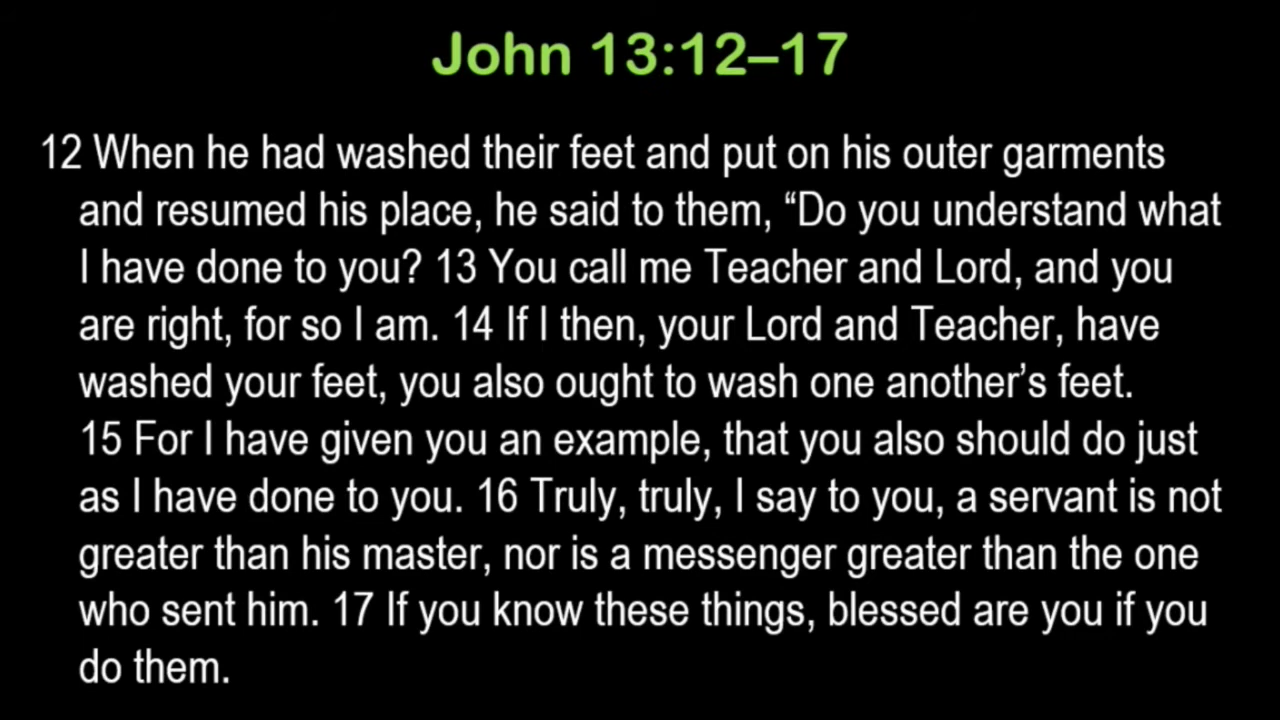 John 13:12–17
12 When he had washed their feet and put on his outer garments
and resumed his place, he said to them, “Do you understand what
I have done to you? 13 You call me Teacher and Lord, and you
are right, for so I am. 14 If I then, your Lord and Teacher, have
washed your feet, you also ought to wash one another’s feet.
15 For I have given you an example, that you also should do just
as I have done to you. 16 Truly, truly, I say to you, a servant is not
greater than his master, nor is a messenger greater than the one
who sent him. 17 If you know these things, blessed are you if you
do them.